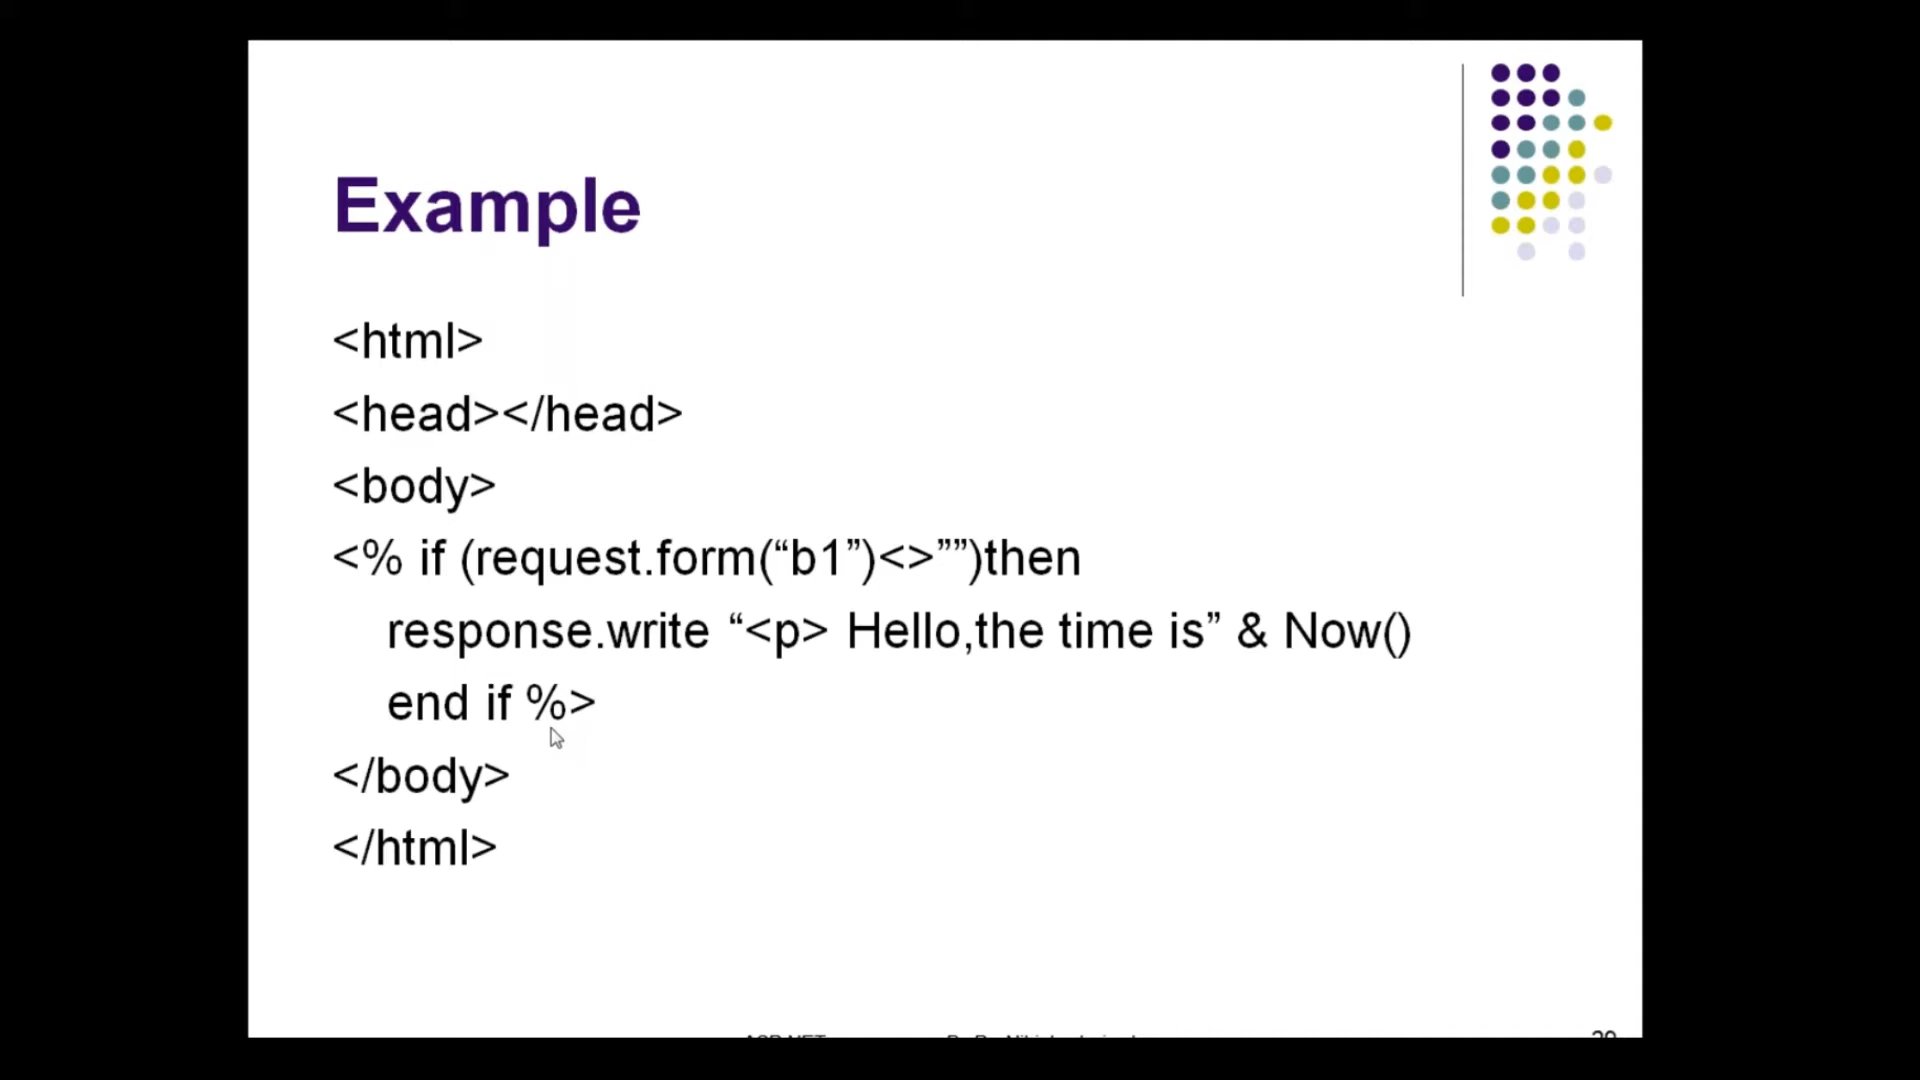 Example
<html>
<head></head>
<body>
<% if (request.form(“b1”)<>””)then
response.write “<p> Hello,the time is” & Now()
end if %>
</body>
</html>